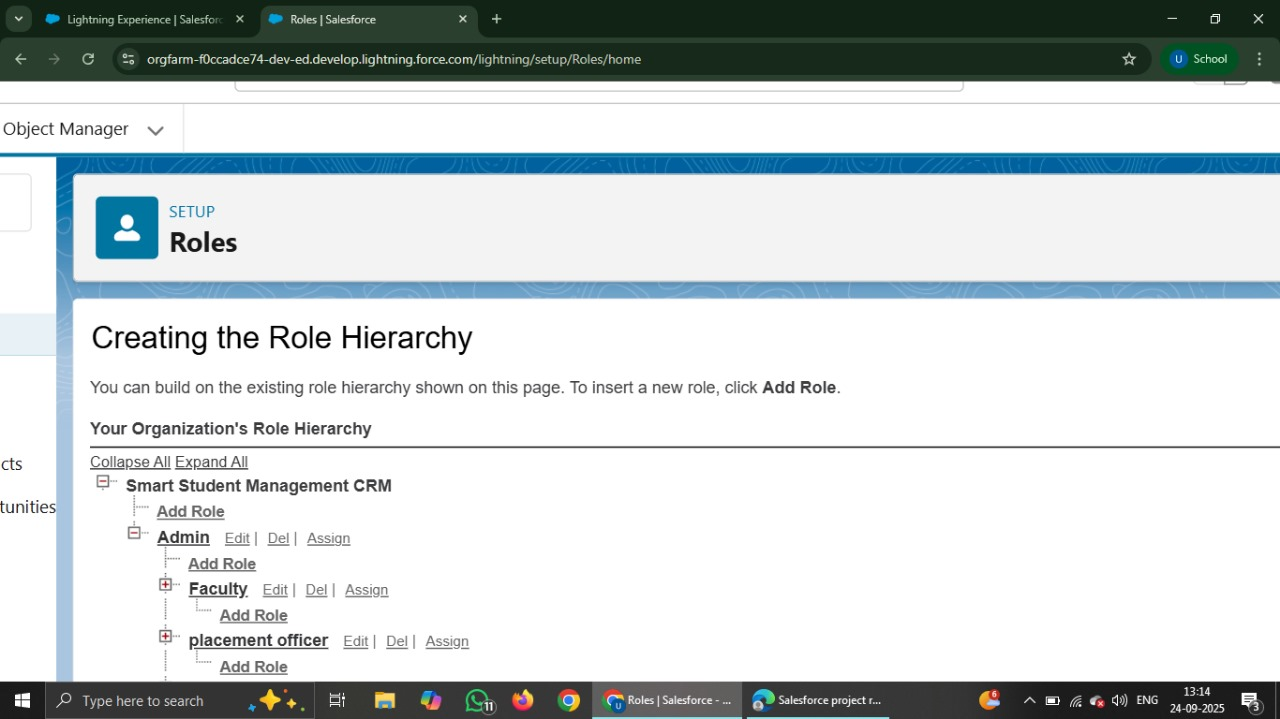 Lightning Experience | Salesforc
Roles | Salesforce
orgfarm-f0ccadce74-dev-ed.develop.lightning.force.com/lightning/setup/Roles/home
U School
Object Manager
SETUP
Roles
Creating the Role Hierarchy
You can build on the existing role hierarchy shown on this page. To insert a new role, click Add Role.
Your Organization's Role Hierarchy
Collapse All Expand All
cts
Smart Student Management CRM
tunities
Add Role
Admin Edit | Del | Assign
Add Role
Faculty Edit | Del | Assign
Add Role
placement officer Edit | Del | Assign
Add Role
Type here to search
11
U
Roles | Salesforce - ...
Salesforce project r...
6
ENG
13:14
24-09-2025
3